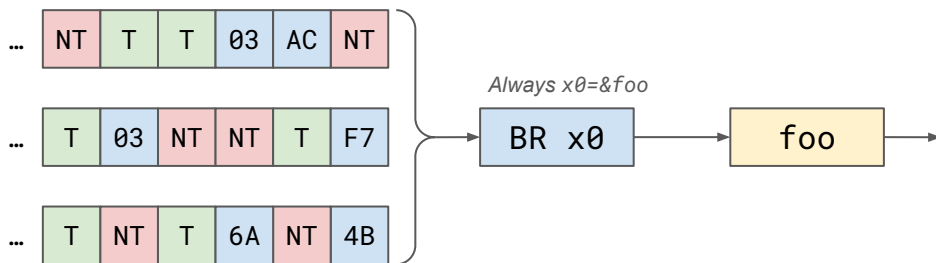 ... NT T T 03 AC NT
Always x0=&foo
... T 03 NT NT T F7
BR x0
foo
... T NT T 6A NT 4B